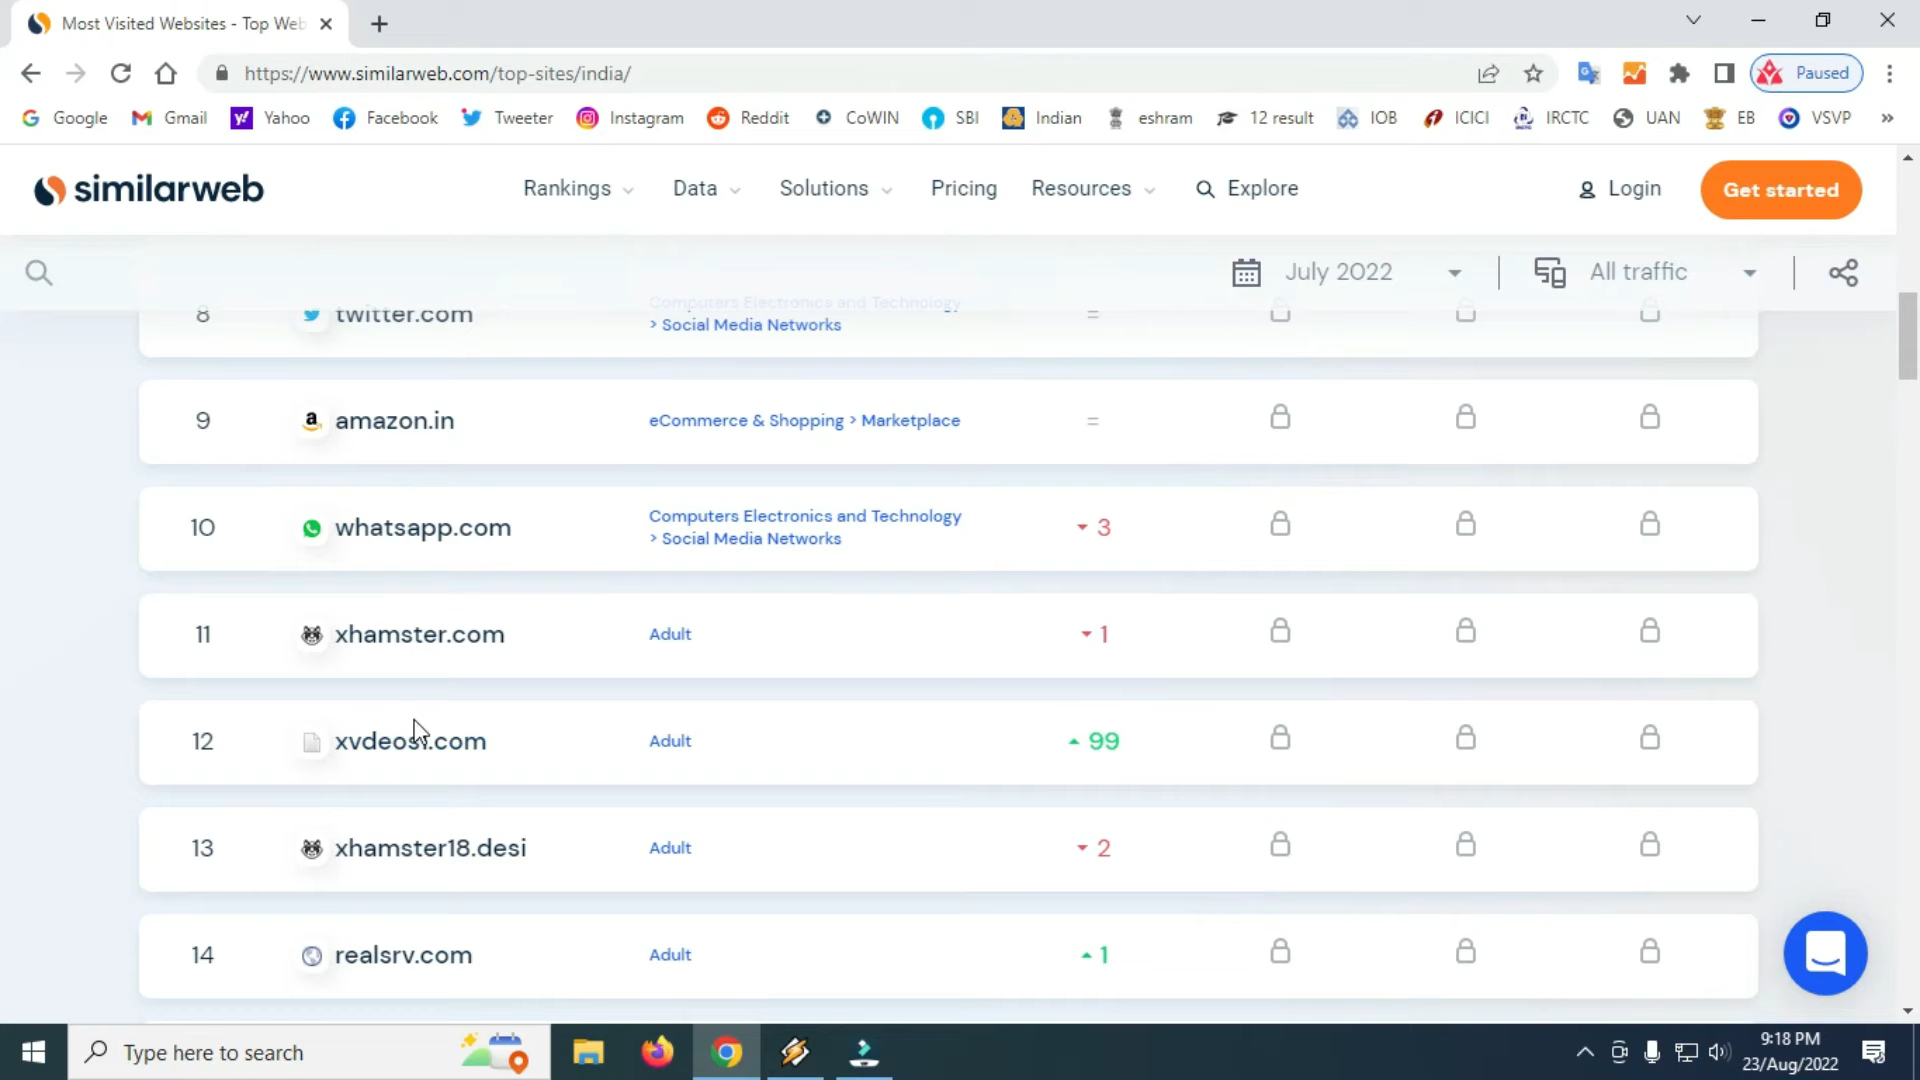 Most Visited Websites - Top Web
https://www.similarweb.com/top-sites/india/
Paused
Google Gmail Yahoo Facebook Tweeter Instagram Reddit CoWIN SBI Indian eshram 12 result IOB ICICI IRCTC UAN EB VSVP »
similarweb
Rankings Data Solutions Pricing Resources Explore Login Get started
July 2022 All traffic
8 twitter.com Computers Electronics and Technology
> Social Media Networks =
9 amazon.in eCommerce & Shopping > Marketplace =
10 whatsapp.com Computers Electronics and Technology
> Social Media Networks 3
11 xhamster.com Adult 1
12 Adult 99
13 xhamster18.desi Adult 2
14 realsrv.com Adult 1
Type here to search
9:18 PM
23/Aug/2022